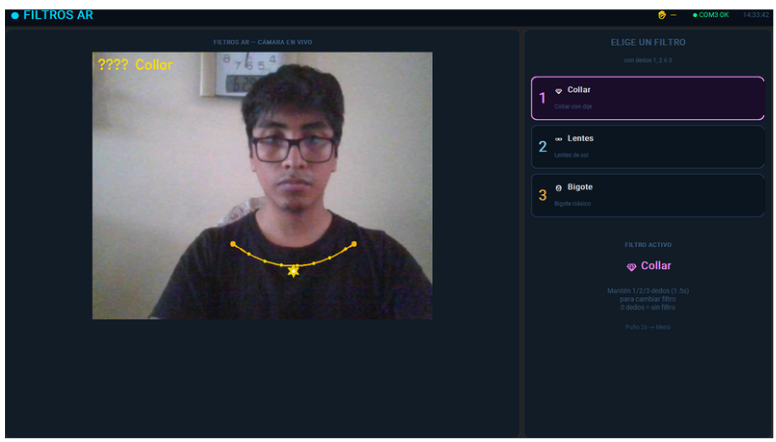 FILTROS AR
COM3 OK 14:33:42
FILTROS AR — CÁMARA EN VIVO
???? Collar
ELIGE UN FILTRO
con dedos 1, 2 ó 3
1 Collar
Collar con dije
2 Lentes
Lentes de sol
3 Bigote
Bigote clásico
FILTRO ACTIVO
Collar
Mantén 1/2/3 dedos (1.5s)
para cambiar filtro
0 dedos = sin filtro
Puño 2s → Menú